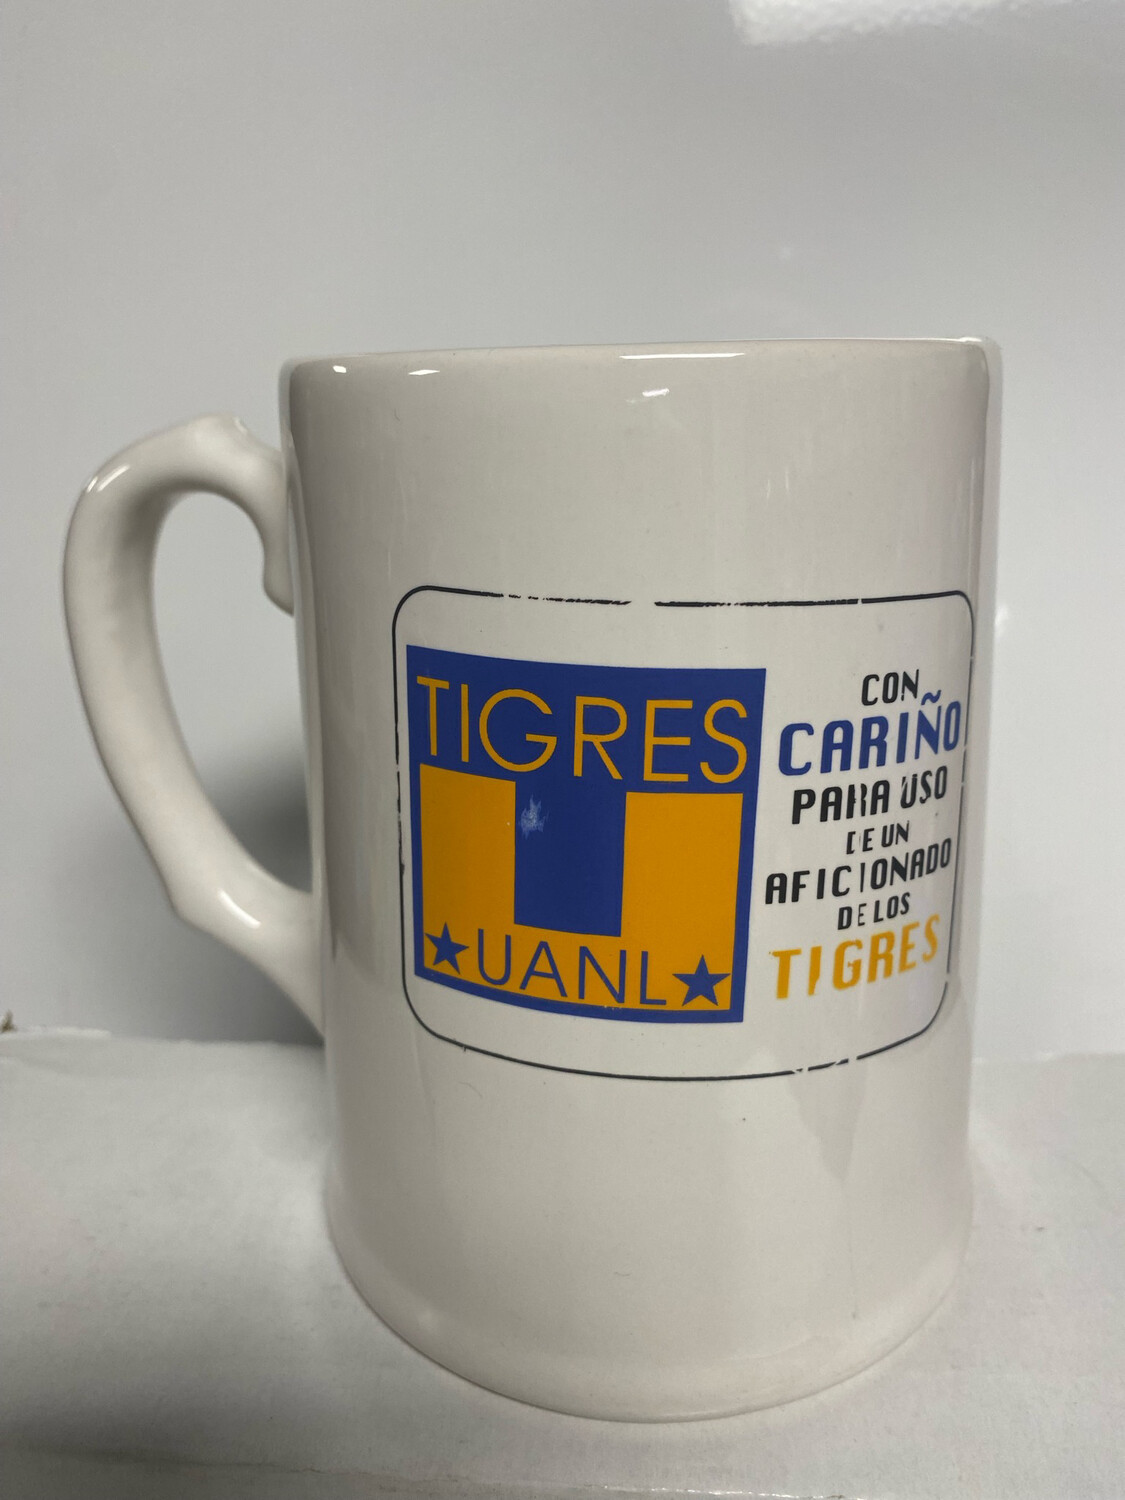 TIGRES
UANL
CON
CARIÑO
PARA USO
DE UN
AFICIONADO
DE LOS
TIGRES